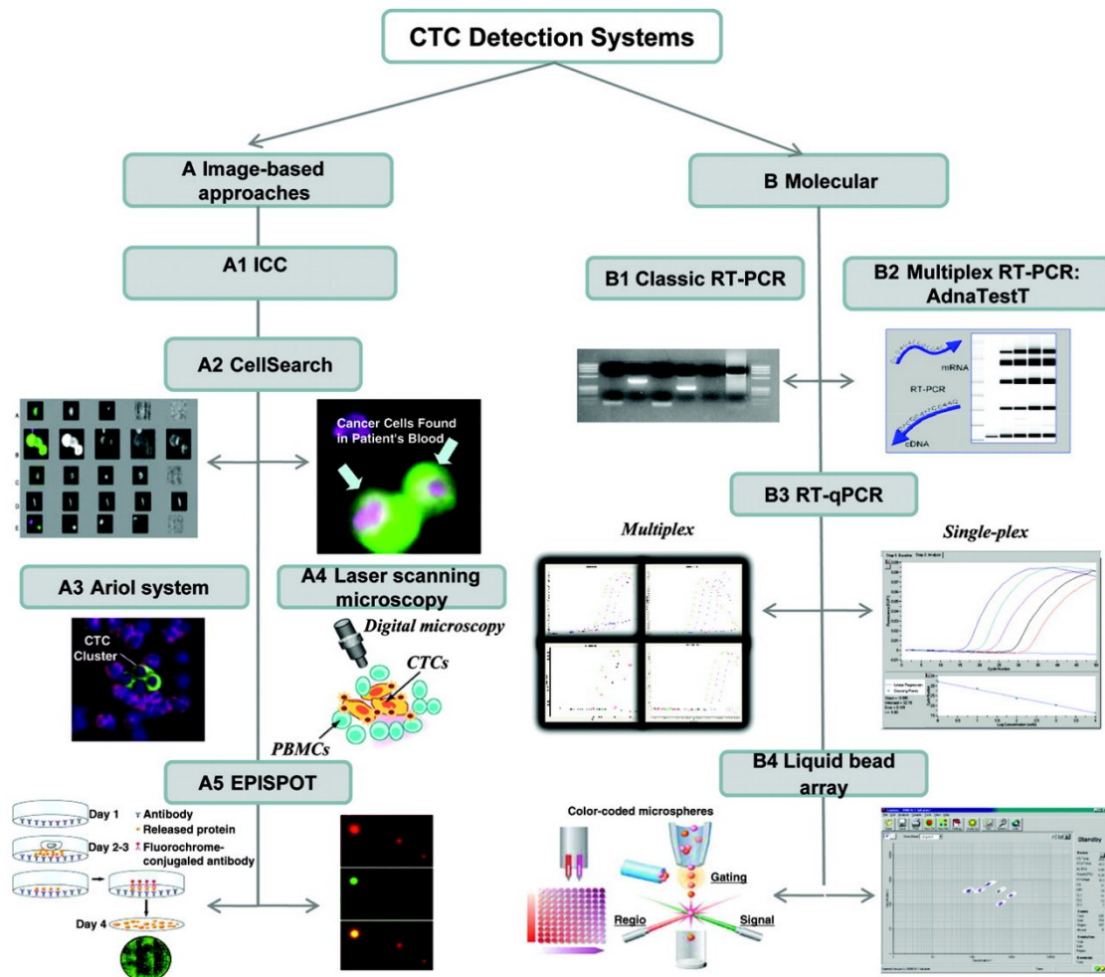 CTC Detection Systems
A Image-based
approaches
B Molecular
A1 ICC
B1 Classic RT-PCR
B2 Multiplex RT-PCR:
AdnaTestT
A2 CellSearch
A
B
C
D
E
Cancer Cells Found
in Patient's Blood
mRNA
RT-PCR
cDNA
B3 RT-qPCR
Multiplex
Single-plex
A3 Ariol system
CTC
Cluster
A4 Laser scanning
microscopy
Digital microscopy
CTCs
PBMCs
A5 EPISPOT
Day 1
Antibody
Released protein
Day 2-3
Fluorochrome-
conjugaled antibody
Day 4
B4 Liquid bead
array
Color-coded microspheres
Gating
Regio
Signal
Standby